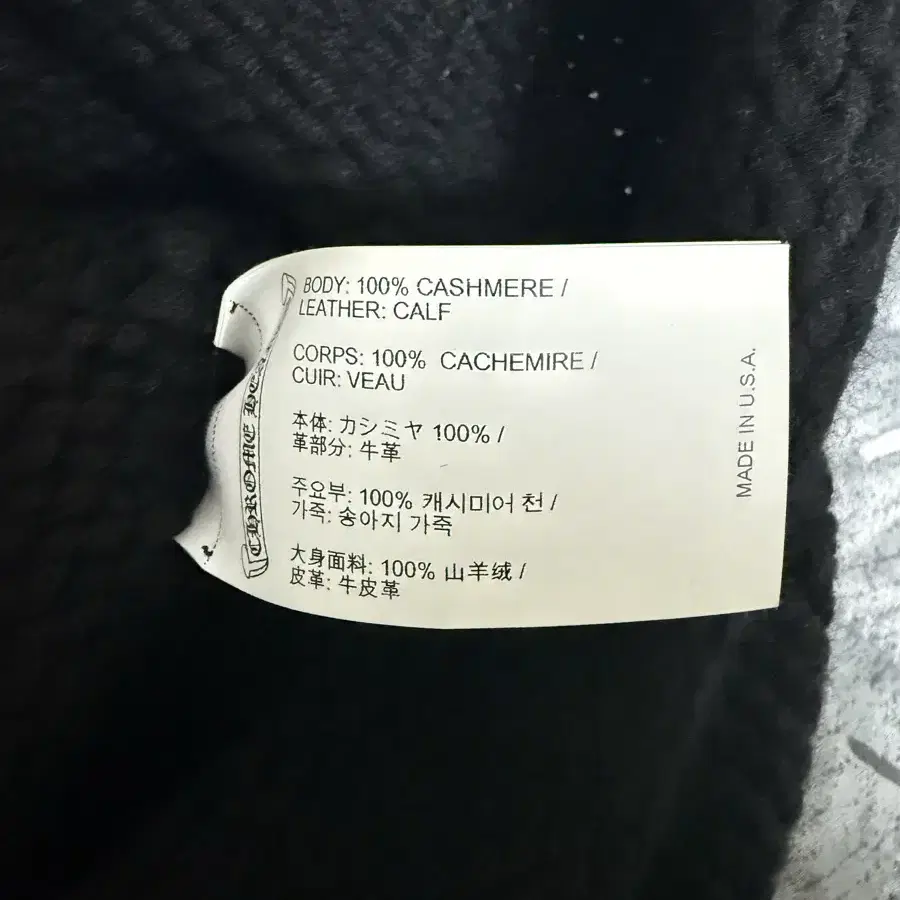 BODY: 100% CASHMERE /
LEATHER: CALF
CORPS: 100% CACHEMIRE /
CUIR: VEAU
本体: カシミヤ 100% /
革部分: 牛革
주요부: 100% 캐시미어 천 /
가죽: 송아지 가죽
大身面料: 100% 山羊绒 /
皮革: 牛皮革
MADE IN U.S.A.
CHROME HE